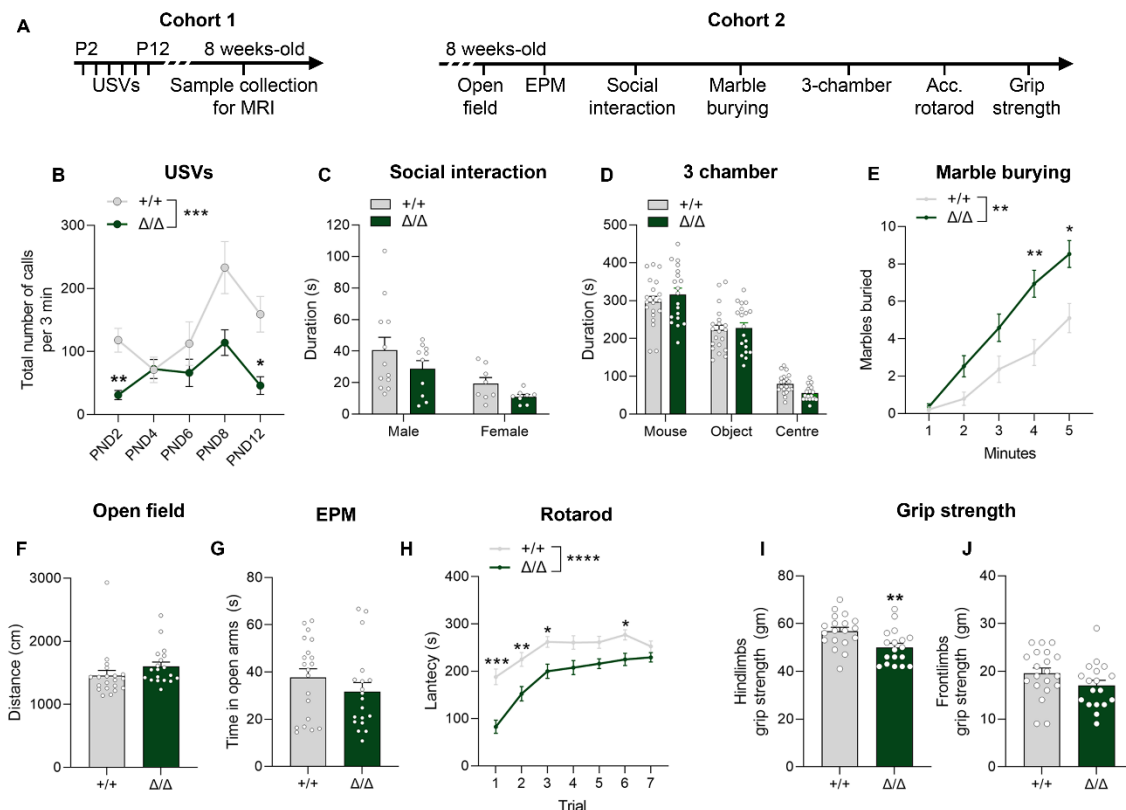 A
Cohort 1
P2 P12 8 weeks-old
USVs Sample collection
for MRI
Cohort 2
8 weeks-old
Open
field
EPM
Social
interaction
Marble
burying
3-chamber
Acc.
rotarod
Grip
strength
B USVs
+/+
Δ/Δ
***
Total number of calls
per 3 min
300
200
100
0
**
*
PND2 PND4 PND6 PND8 PND12
C Social interaction
+/+
Δ/Δ
Duration (s)
120
100
80
60
40
20
0
Male Female
D 3 chamber
+/+
Δ/Δ
Duration (s)
500
400
300
200
100
0
Mouse Object Centre
E Marble burying
+/+
Δ/Δ
**
Marbles buried
10
8
6
4
2
0
** *
1 2 3 4 5
Minutes
Open field
F
Distance (cm)
3000
2000
1000
0
+/+ Δ/Δ
EPM
G
Time in open arms (s)
80
60
40
20
0
+/+ Δ/Δ
Rotarod
H
+/+
Δ/Δ
****
Lantecy (s)
400
300
200
100
0
*** ** * *
1 2 3 4 5 6 7
Trial
Grip strength
I
Hindlimbs
grip strength (gm)
80
60
40
20
0
**
+/+ Δ/Δ
J
Frontlimbs
grip strength (gm)
40
30
20
10
0
+/+ Δ/Δ